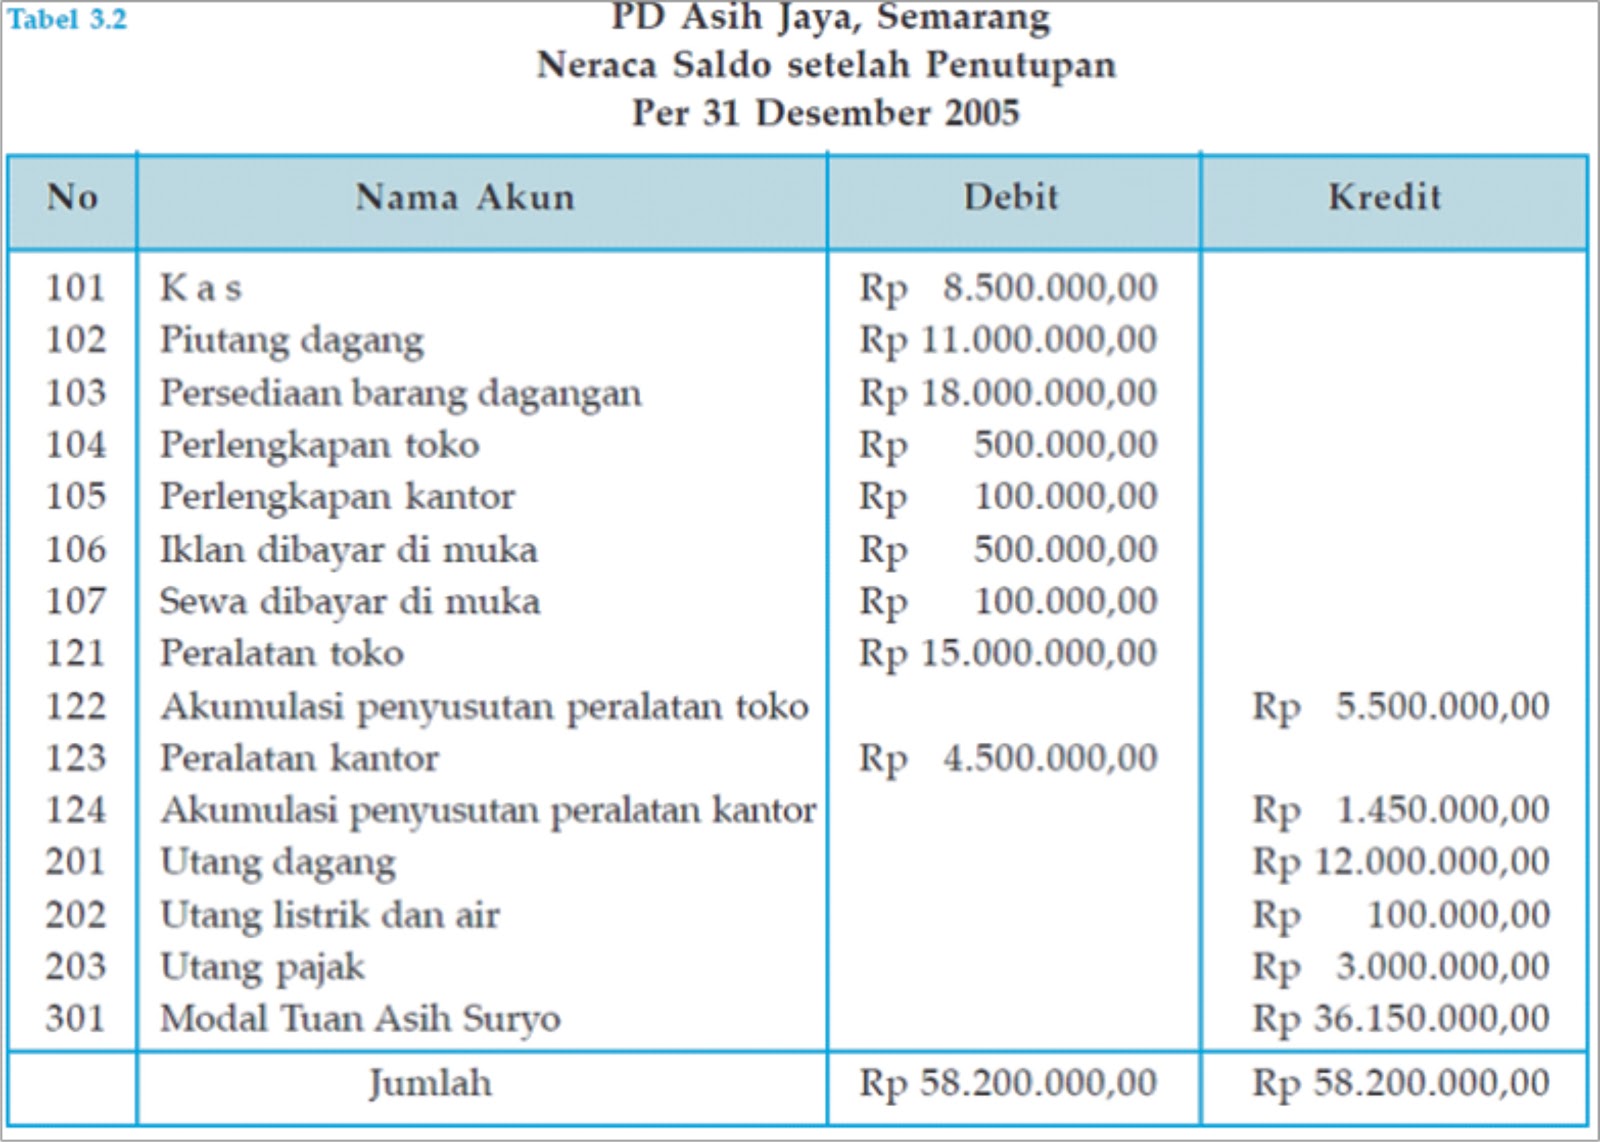 Tabel 3.2
PD Asih Jaya, Semarang
Neraca Saldo setelah Penutupan
Per 31 Desember 2005
No Nama Akun Debit Kredit
101 K a s Rp 8.500.000,00
102 Piutang dagang Rp 11.000.000,00
103 Persediaan barang dagangan Rp 18.000.000,00
104 Perlengkapan toko Rp 500.000,00
105 Perlengkapan kantor Rp 100.000,00
106 Iklan dibayar di muka Rp 500.000,00
107 Sewa dibayar di muka Rp 100.000,00
121 Peralatan toko Rp 15.000.000,00
122 Akumulasi penyusutan peralatan toko Rp 5.500.000,00
123 Peralatan kantor Rp 4.500.000,00
124 Akumulasi penyusutan peralatan kantor Rp 1.450.000,00
201 Utang dagang Rp 12.000.000,00
202 Utang listrik dan air Rp 100.000,00
203 Utang pajak Rp 3.000.000,00
301 Modal Tuan Asih Suryo Rp 36.150.000,00
Jumlah Rp 58.200.000,00 Rp 58.200.000,00